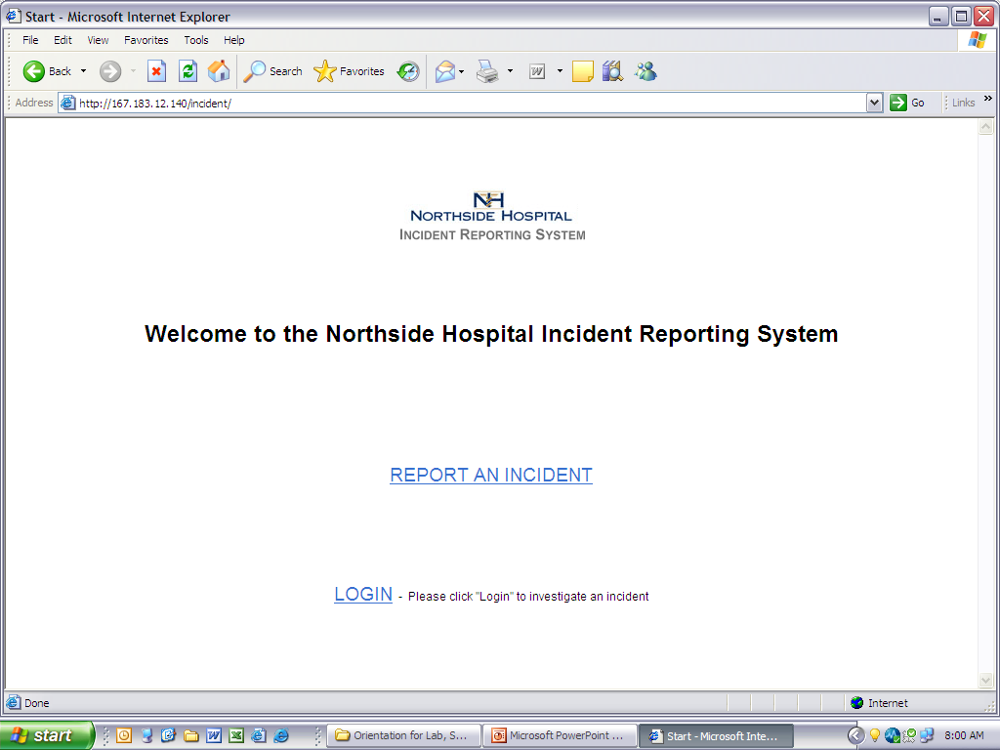 Start - Microsoft Internet Explorer
File Edit View Favorites Tools Help
Back Search Favorites W
Address http://167.183.12.140/incident/ Go Links »
NH
NORTHSIDE HOSPITAL
INCIDENT REPORTING SYSTEM
Welcome to the Northside Hospital Incident Reporting System
REPORT AN INCIDENT
LOGIN - Please click "Login" to investigate an incident
Done Internet
start Orientation for Lab, S... Microsoft PowerPoint ... Start - Microsoft Inte... 8:00 AM